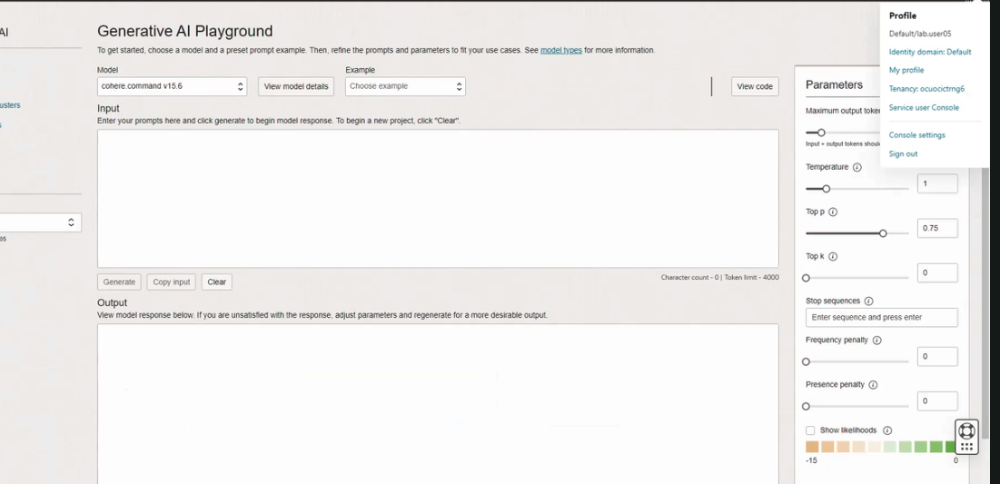 AI
usters
s
es
Generative AI Playground
To get started, choose a model and a preset prompt example. Then, refine the prompts and parameters to fit your use cases. See model types for more information.
Model
cohere.command v15.6
View model details
Example
Choose example
View code
Input
Enter your prompts here and click generate to begin model response. To begin a new project, click "Clear".
Generate
Copy input
Clear
Character count - 0 | Token limit - 4000
Output
View model response below. If you are unsatisfied with the response, adjust parameters and regenerate for a more desirable output.
Profile
Default/lab.user05
Identity domain: Default
My profile
Tenancy: ocuocictrng6
Service user Console
Console settings
Sign out
Parameters
Maximum output toke
Input + output tokens shoul
Temperature
1
Top p
0.75
Top k
0
Stop sequences
Enter sequence and press enter
Frequency penalty
0
Presence penalty
0
Show likelihoods
-15
0